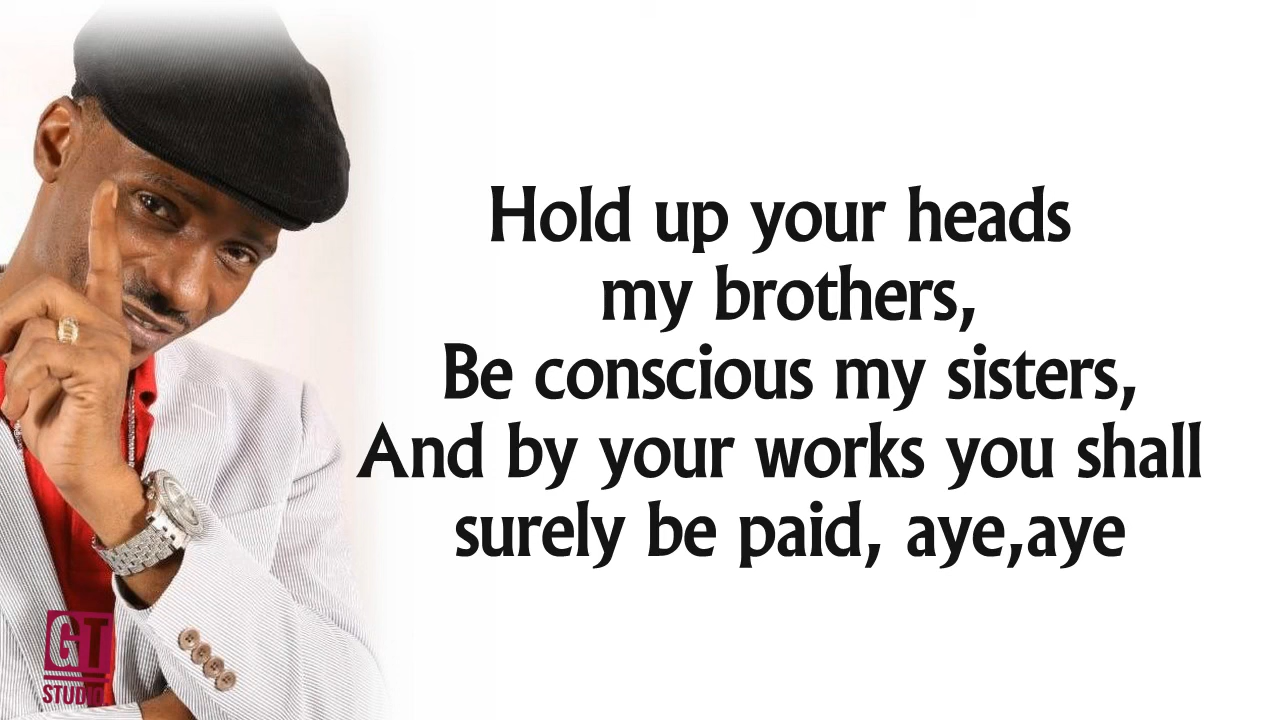 Hold up your heads
my brothers,
Be conscious my sisters,
And by your works you shall
surely be paid, aye,aye
GT
STUDIO